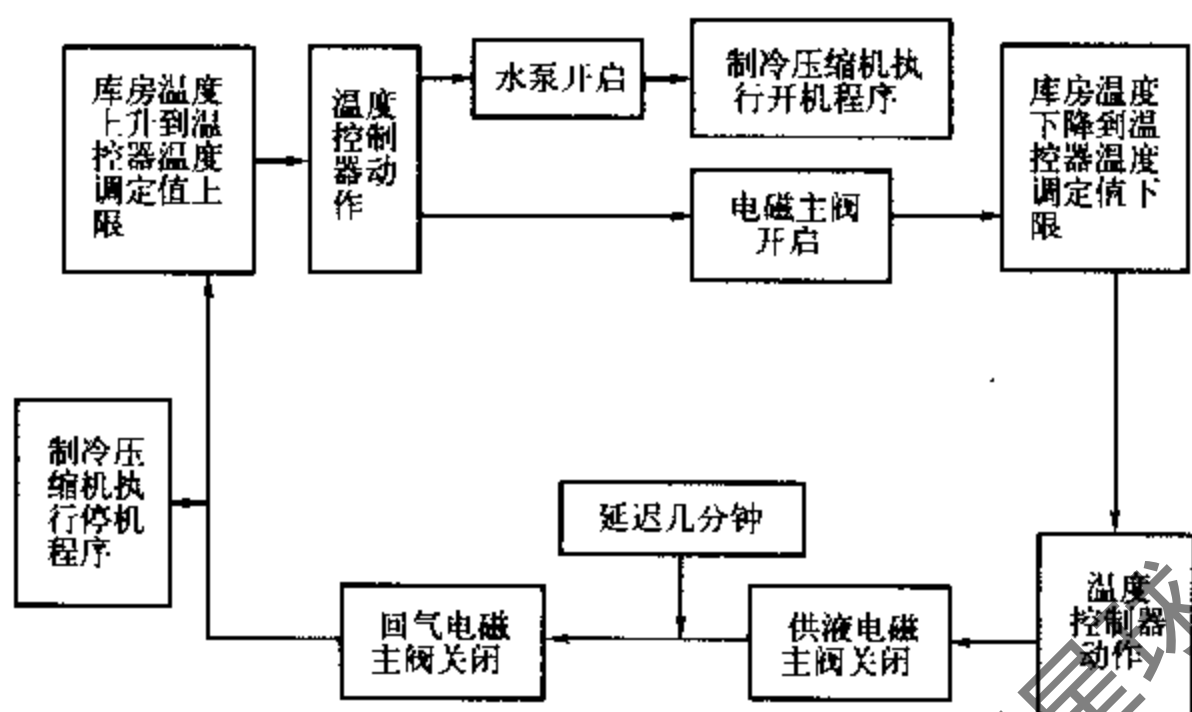 库房温度
上升到温
控器温度
调定值上
限
温度
控制
器动
作
水泵开启
制冷压缩机执
行开机程序
电磁主阀
开启
库房温度
下降到温
控器温度
调定值下
限
温度
控制器
动作
供液电磁
主阀关闭
延迟几分钟
回气电磁
主阀关闭
制冷压
缩机执
行停机
程序
星球